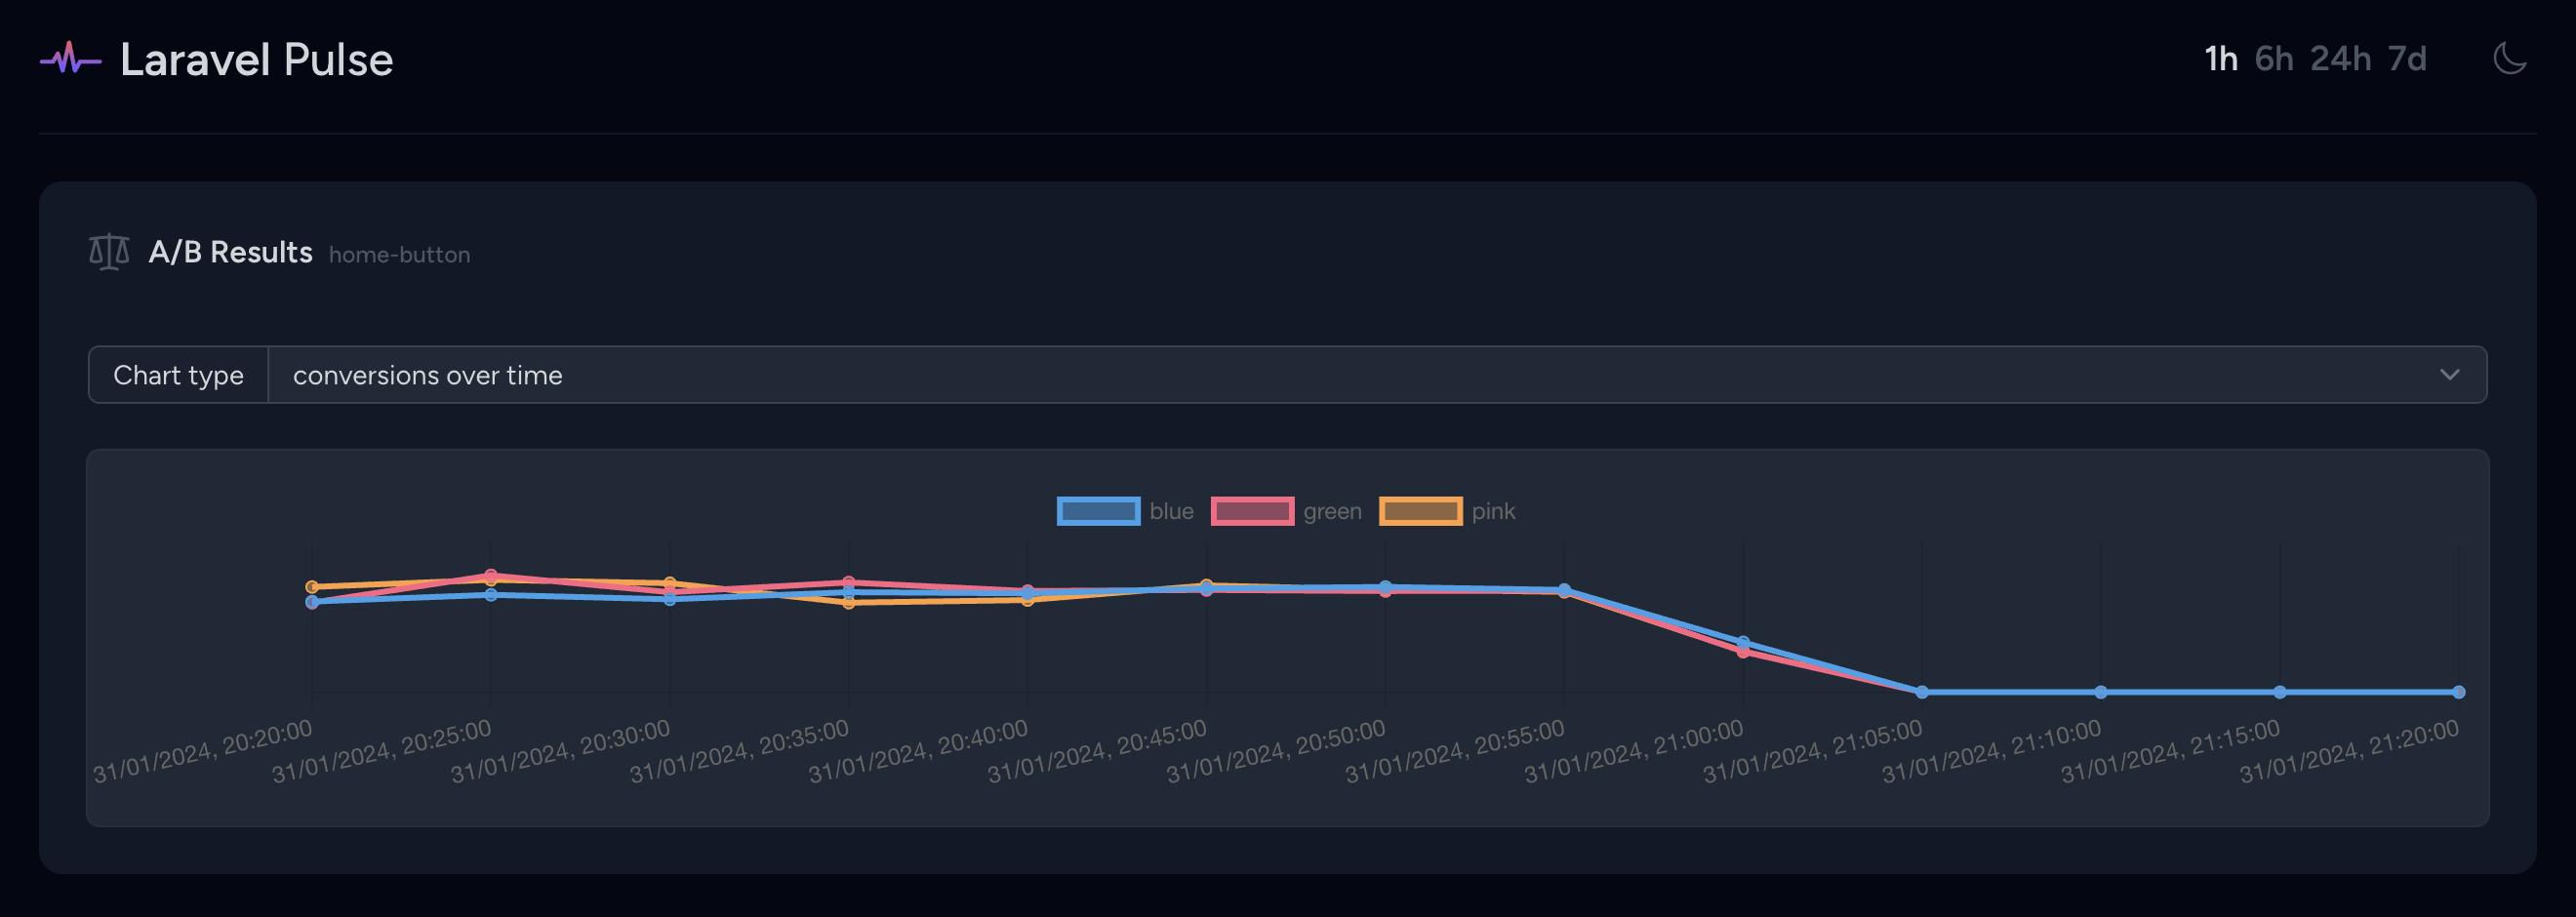 Laravel Pulse
1h 6h 24h 7d
A/B Results home-button
Chart type conversions over time
blue green pink
31/01/2024, 20:20:00
31/01/2024, 20:25:00
31/01/2024, 20:30:00
31/01/2024, 20:35:00
31/01/2024, 20:40:00
31/01/2024, 20:45:00
31/01/2024, 20:50:00
31/01/2024, 20:55:00
31/01/2024, 21:00:00
31/01/2024, 21:05:00
31/01/2024, 21:10:00
31/01/2024, 21:15:00
31/01/2024, 21:20:00